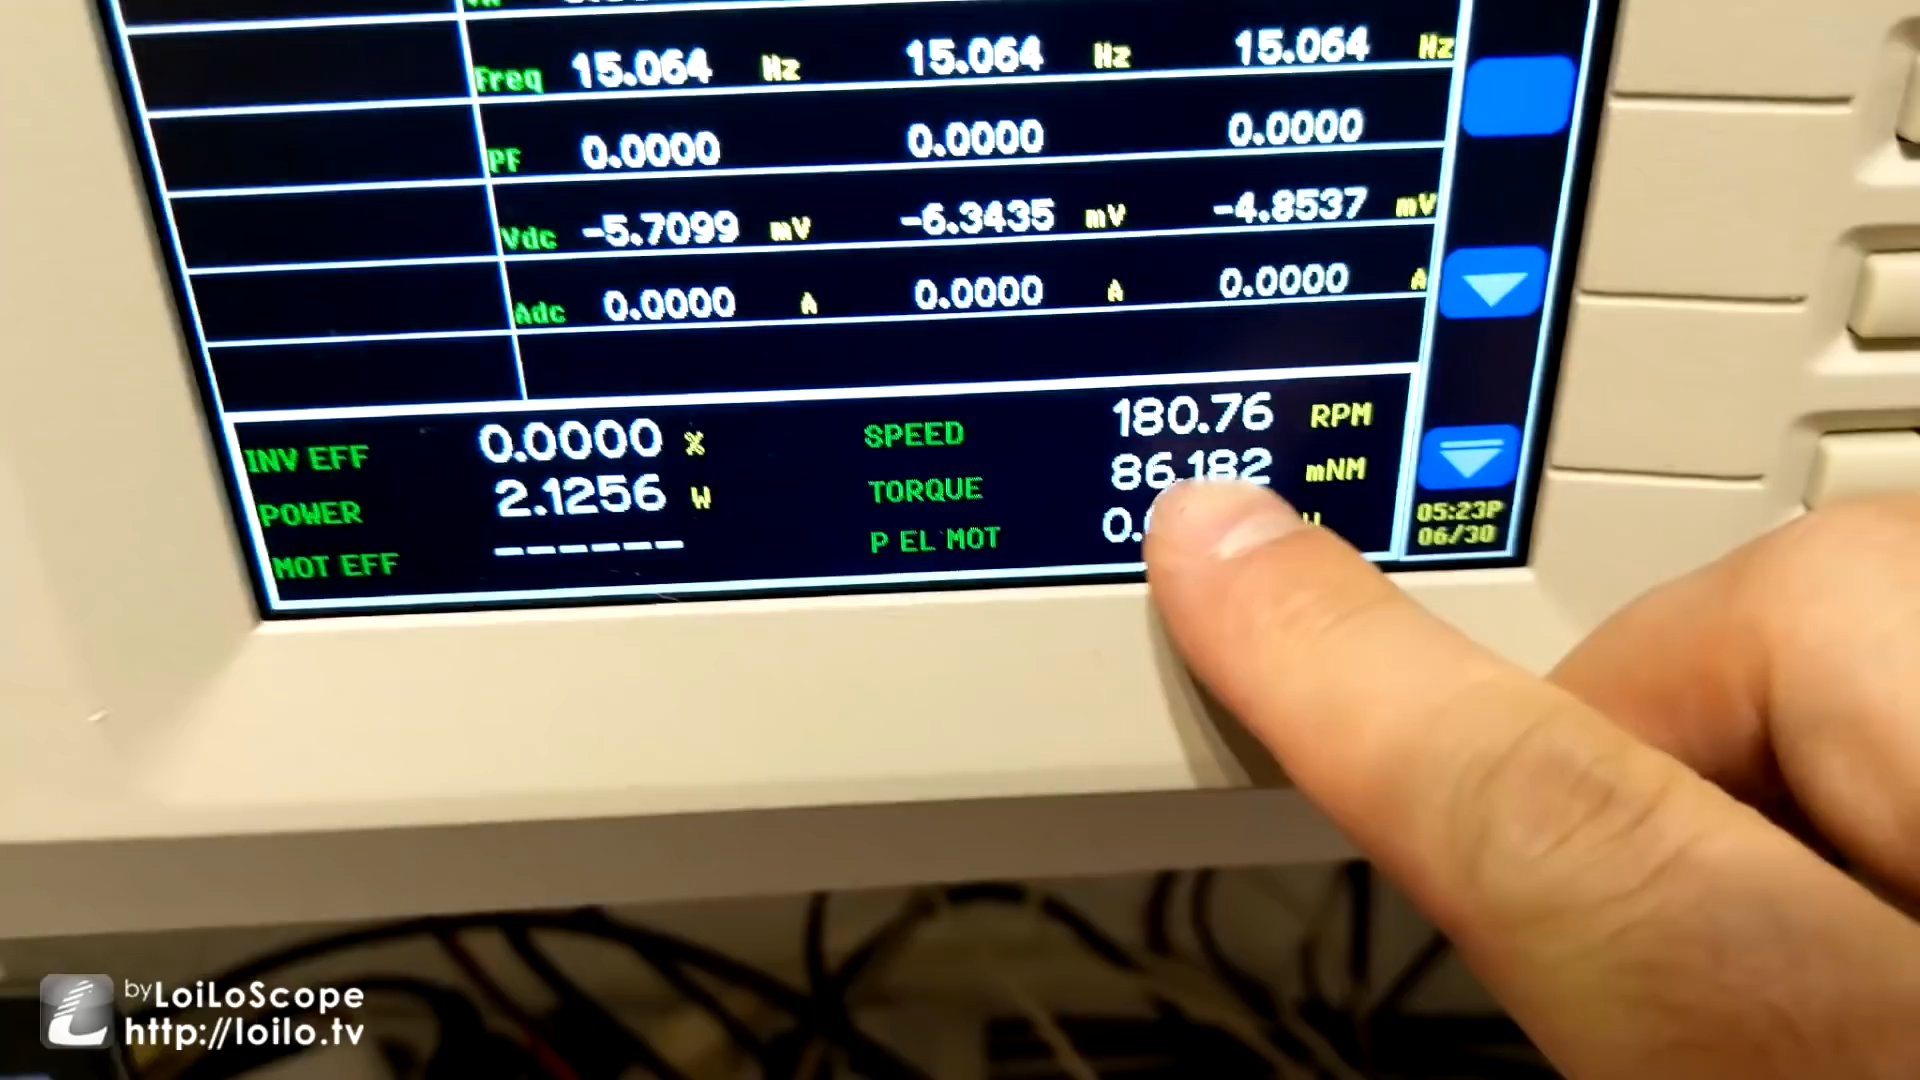 Freq 15.064 Hz 15.064 Hz 15.064 Hz
PF 0.0000 0.0000 0.0000
Vdc -5.7099 mV -6.3435 mV -4.8537 mV
Adc 0.0000 A 0.0000 A 0.0000 A
INV EFF 0.0000 % SPEED 180.76 RPM
POWER 2.1256 W TORQUE 86.182 mNM
MOT EFF ------ P EL MOT 0.
05:23P
06/30
by LoiLoScope
http://loilo.tv